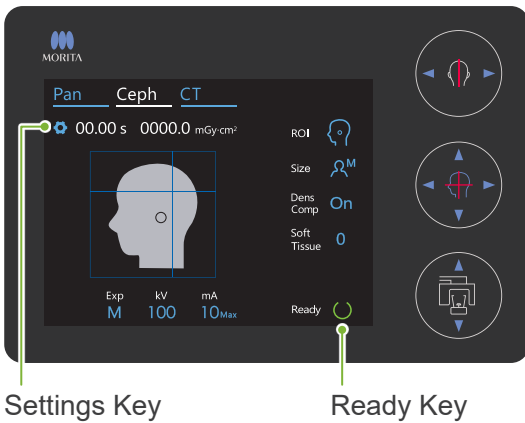 MORITA
Pan Ceph CT
00.00 s 0000.0 mGy·cm²
ROI
Size M
Dens
Comp On
Soft
Tissue 0
Exp kV mA
M 100 10Max
Ready
Settings Key Ready Key